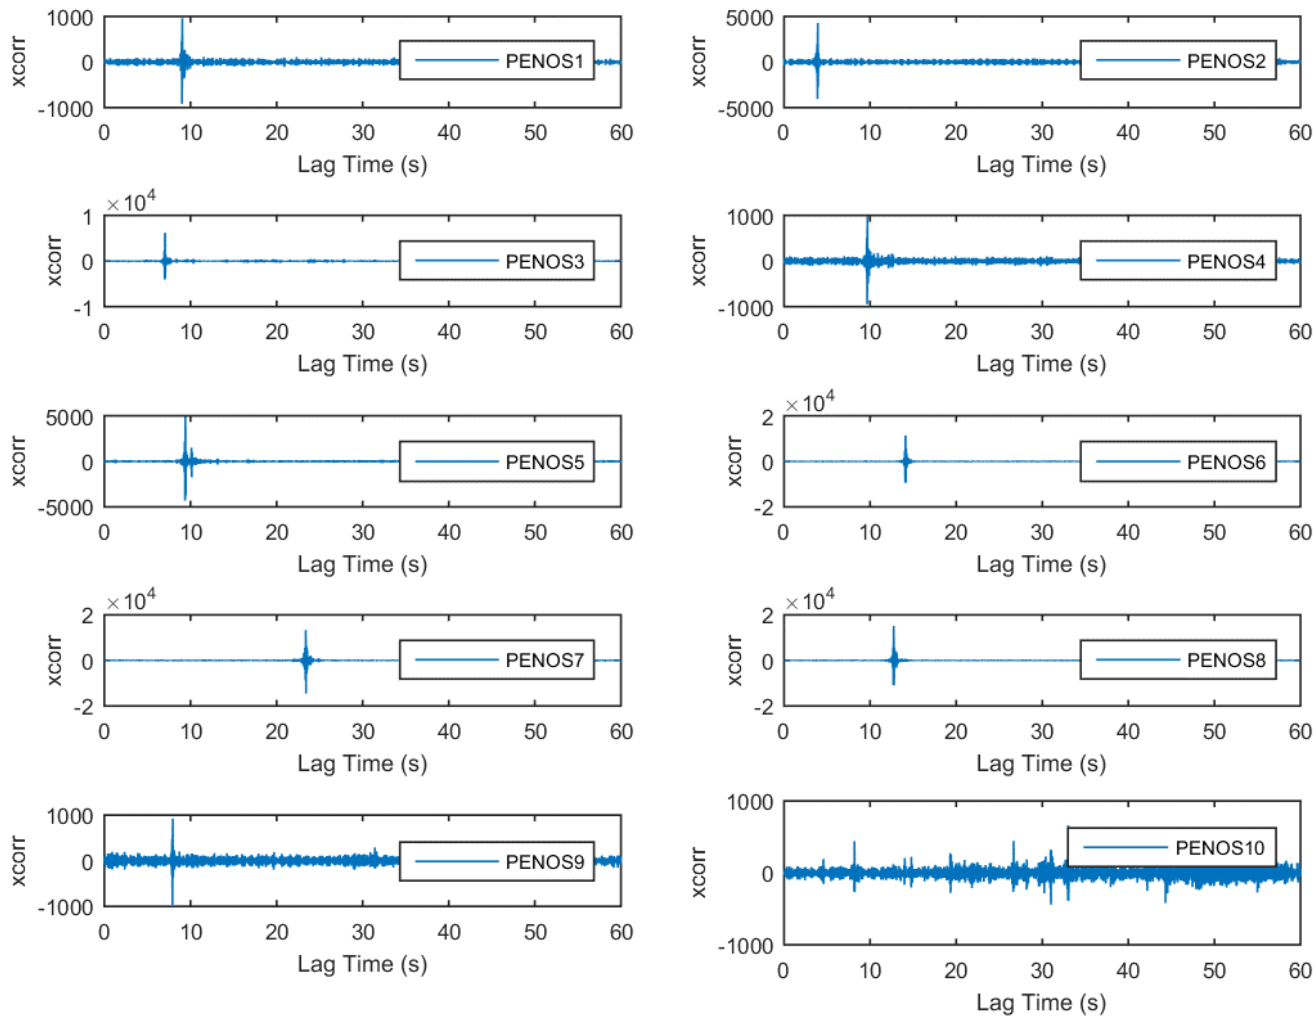 1000
0
-1000
xcorr
PENOS1
0 10 20 30 40 50 60
Lag Time (s)
5000
0
-5000
xcorr
PENOS2
0 10 20 30 40 50 60
Lag Time (s)
×10^4
1
0
-1
xcorr
PENOS3
0 10 20 30 40 50 60
Lag Time (s)
1000
0
-1000
xcorr
PENOS4
0 10 20 30 40 50 60
Lag Time (s)
5000
0
-5000
xcorr
PENOS5
0 10 20 30 40 50 60
Lag Time (s)
×10^4
2
0
-2
xcorr
PENOS6
0 10 20 30 40 50 60
Lag Time (s)
×10^4
2
0
-2
xcorr
PENOS7
0 10 20 30 40 50 60
Lag Time (s)
×10^4
2
0
-2
xcorr
PENOS8
0 10 20 30 40 50 60
Lag Time (s)
1000
0
-1000
xcorr
PENOS9
0 10 20 30 40 50 60
Lag Time (s)
1000
0
-1000
xcorr
PENOS10
0 10 20 30 40 50 60
Lag Time (s)